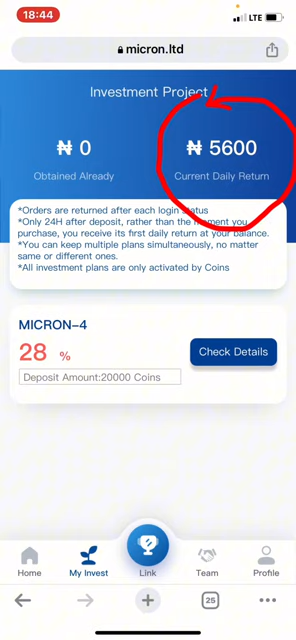 18:44
LTE
micron.ltd
Investment Project
₦ 0
₦ 5600
Obtained Already
Current Daily Return
*Orders are returned after each login status
*Only 24H after deposit, rather than the moment you
purchase, you receive its first daily return at your balance.
*You can keep multiple plans simultaneously, no matter
same or different ones.
*All investment plans are only activated by Coins
MICRON-4
28 %
Check Details
Deposit Amount:20000 Coins
Home
My Invest
Link
Team
Profile
25